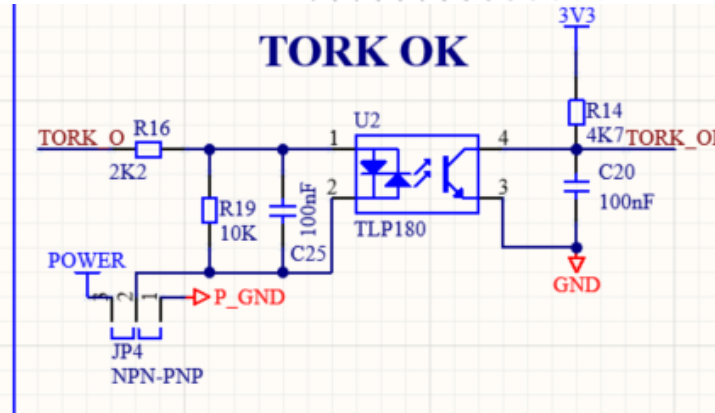 3V3
TORK OK
U2
R14
4K7
TORK_O
R16
1
4
TORK_O
2K2
C20
100nF
R19
10K
100nF
2
3
TLP180
C25
POWER
3
2
1
P_GND
GND
JP4
NPN-PNP